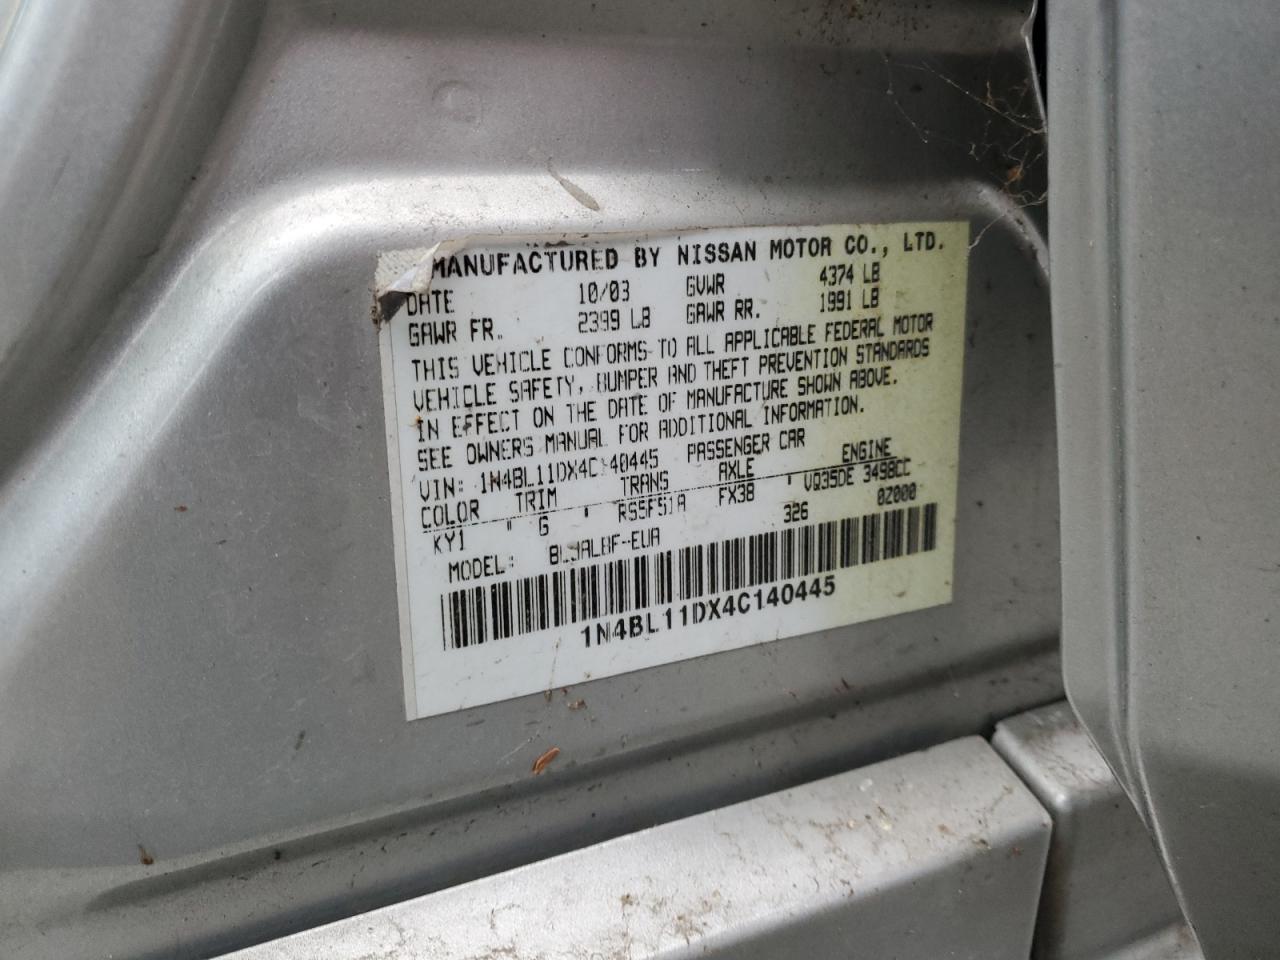 MANUFACTURED BY NISSAN MOTOR CO., LTD.
DATE 10/03 GVWR 4374 LB
GAWR FR. 2399 LB GAWR RR. 1991 LB
THIS VEHICLE CONFORMS TO ALL APPLICABLE FEDERAL MOTOR
VEHICLE SAFETY, BUMPER AND THEFT PREVENTION STANDARDS
IN EFFECT ON THE DATE OF MANUFACTURE SHOWN ABOVE.
SEE OWNERS MANUAL FOR ADDITIONAL INFORMATION.
VIN: 1N4BL11DX4C140445 PASSENGER CAR
COLOR TRIM TRANS AXLE ENGINE
KY1 G RS5F51A FX38 VQ35DE 3498CC
MODEL: 326 02000
1N4BL11DX4C140445